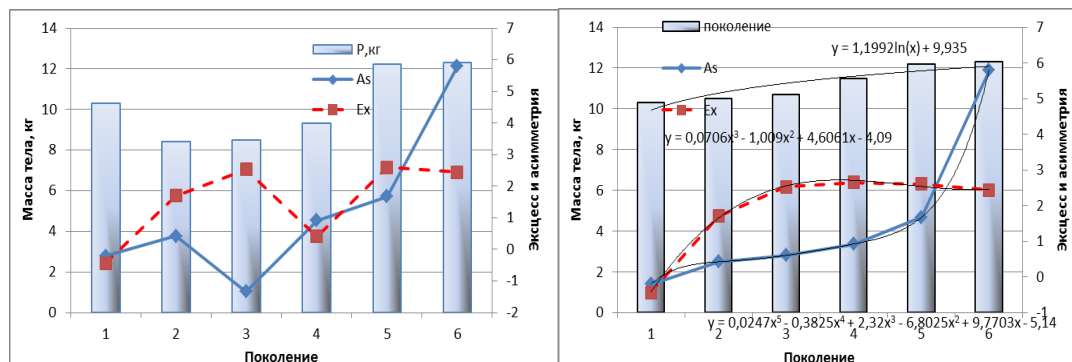 14
12
10
8
6
4
2
0
Масса тела, кг
Р,кг
As
Ex
7
6
5
4
3
2
1
0
-1
-2
Эксцесс и асимметрия
1 2 3 4 5 6
Поколение
14
12
10
8
6
4
2
0
Масса тела, кг
поколение
As
Ex
y = 1,1992ln(x) + 9,935
y = 0,0706x³ - 1,009x² + 4,6061x - 4,09
y = 0,0247x⁵ - 0,3825x⁴ + 2,32x³ - 6,8025x² + 9,7703x - 5,14
7
6
5
4
3
2
1
0
-1
Эксцесс и асимметрия
1 2 3 4 5 6
Поколение